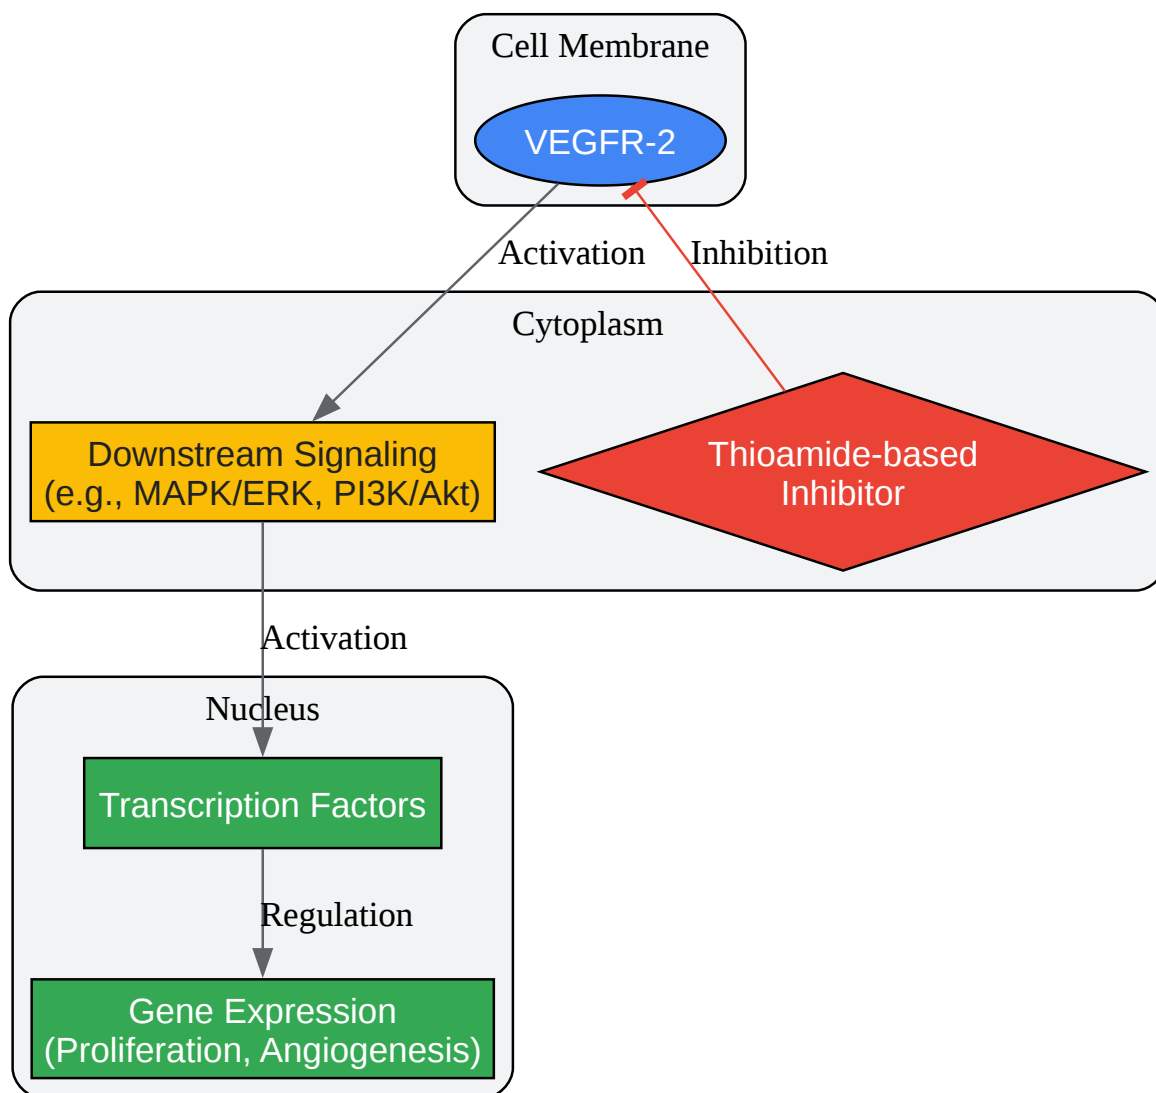 Cell Membrane
VEGFR-2
Activation
Inhibition
Cytoplasm
Downstream Signaling
(e.g., MAPK/ERK, PI3K/Akt)
Thioamide-based
Inhibitor
Activation
Nucleus
Transcription Factors
Regulation
Gene Expression
(Proliferation, Angiogenesis)